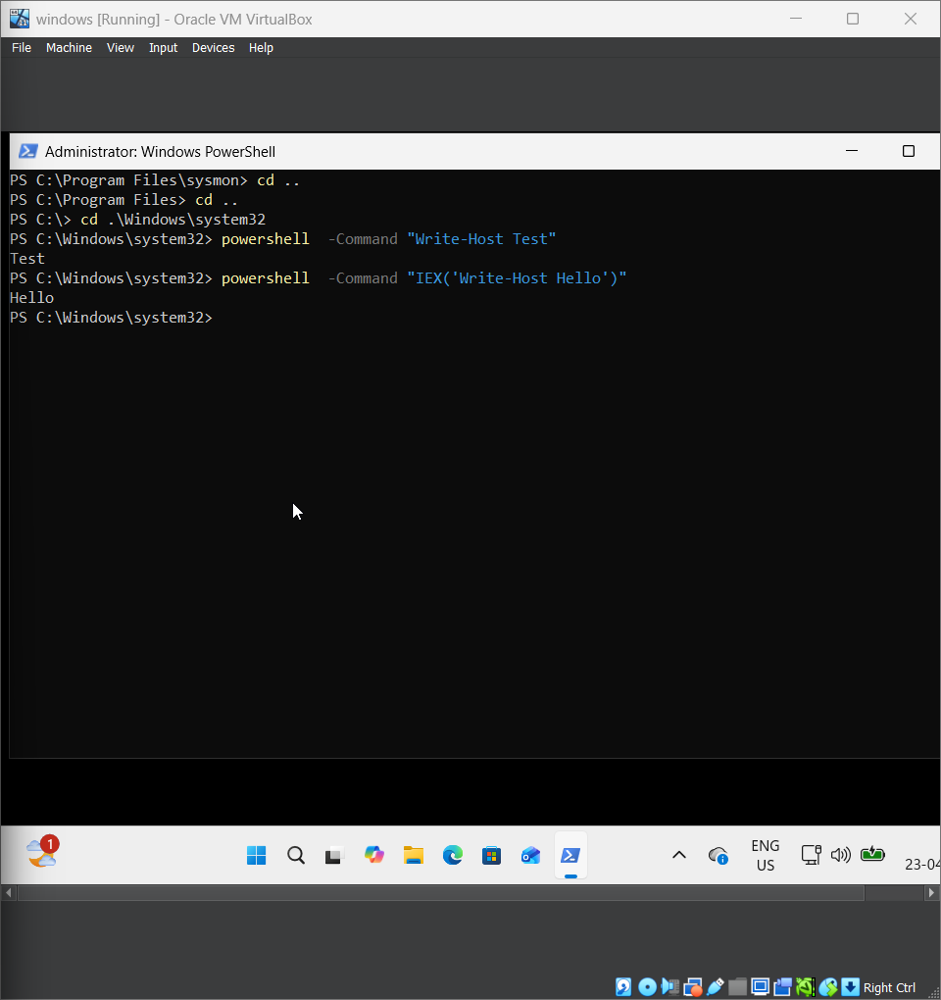 windows [Running] - Oracle VM VirtualBox
File Machine View Input Devices Help
Administrator: Windows PowerShell
PS C:\Program Files\sysmon> cd ..
PS C:\Program Files> cd ..
PS C:\> cd .\Windows\system32
PS C:\Windows\system32> powershell  -Command "Write-Host Test"
Test
PS C:\Windows\system32> powershell  -Command "IEX('Write-Host Hello')"
Hello
PS C:\Windows\system32>
1
ENG
US
23-04
Right Ctrl